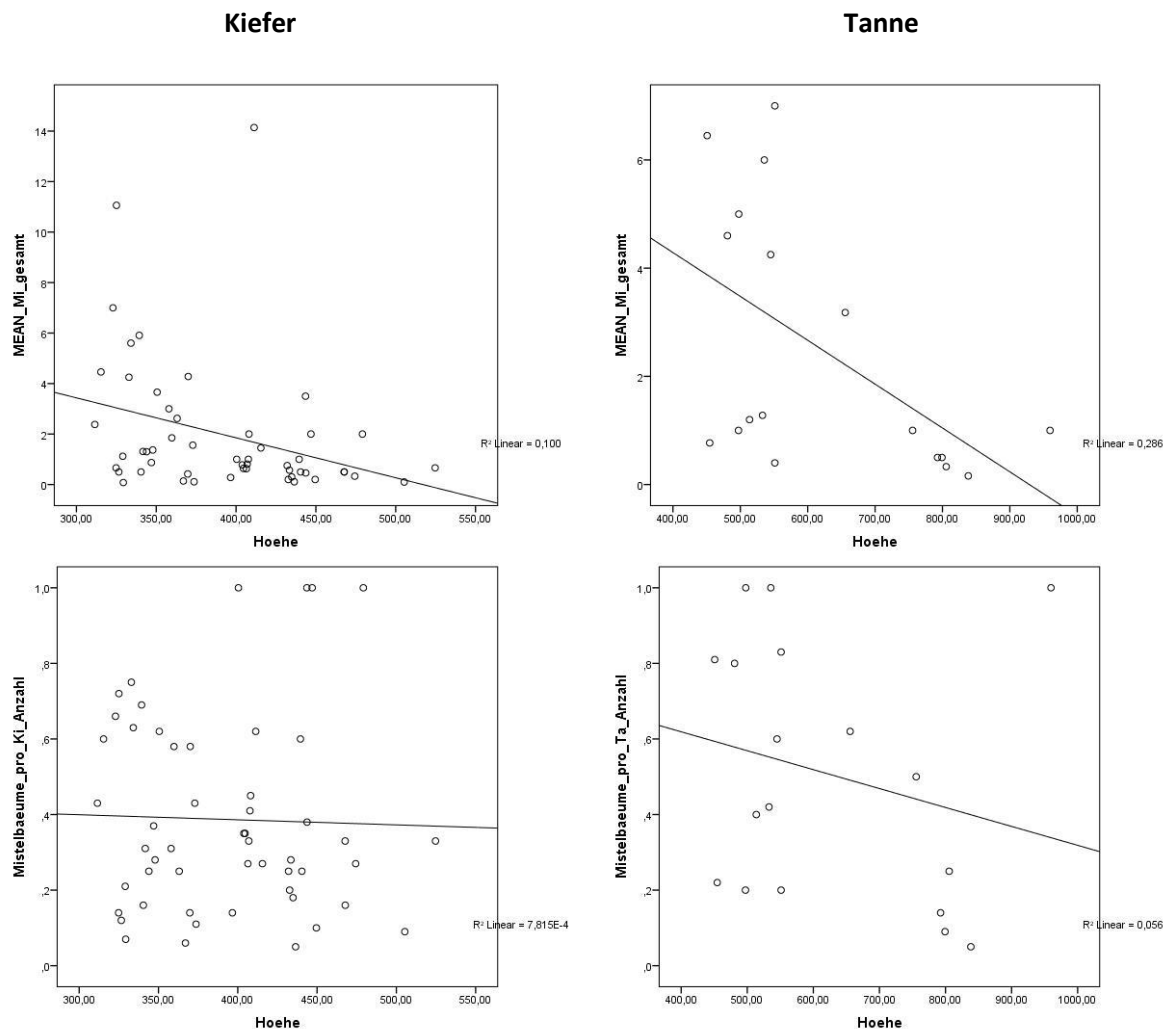 Kiefer
Tanne
MEAN_Mi_gesamt
14
12
10
8
6
4
2
0
R² Linear = 0,100
300,00 350,00 400,00 450,00 500,00 550,00
Hoehe
MEAN_Mi_gesamt
6
4
2
0
R² Linear = 0,286
400,00 500,00 600,00 700,00 800,00 900,00 1000,00
Hoehe
Mistelbaeume_pro_Ki_Anzahl
1,0
,8
,6
,4
,2
,0
R² Linear = 7,815E-4
300,00 350,00 400,00 450,00 500,00 550,00
Hoehe
Mistelbaeume_pro_Ta_Anzahl
1,0
,8
,6
,4
,2
,0
R² Linear = 0,056
400,00 500,00 600,00 700,00 800,00 900,00 1000,00
Hoehe